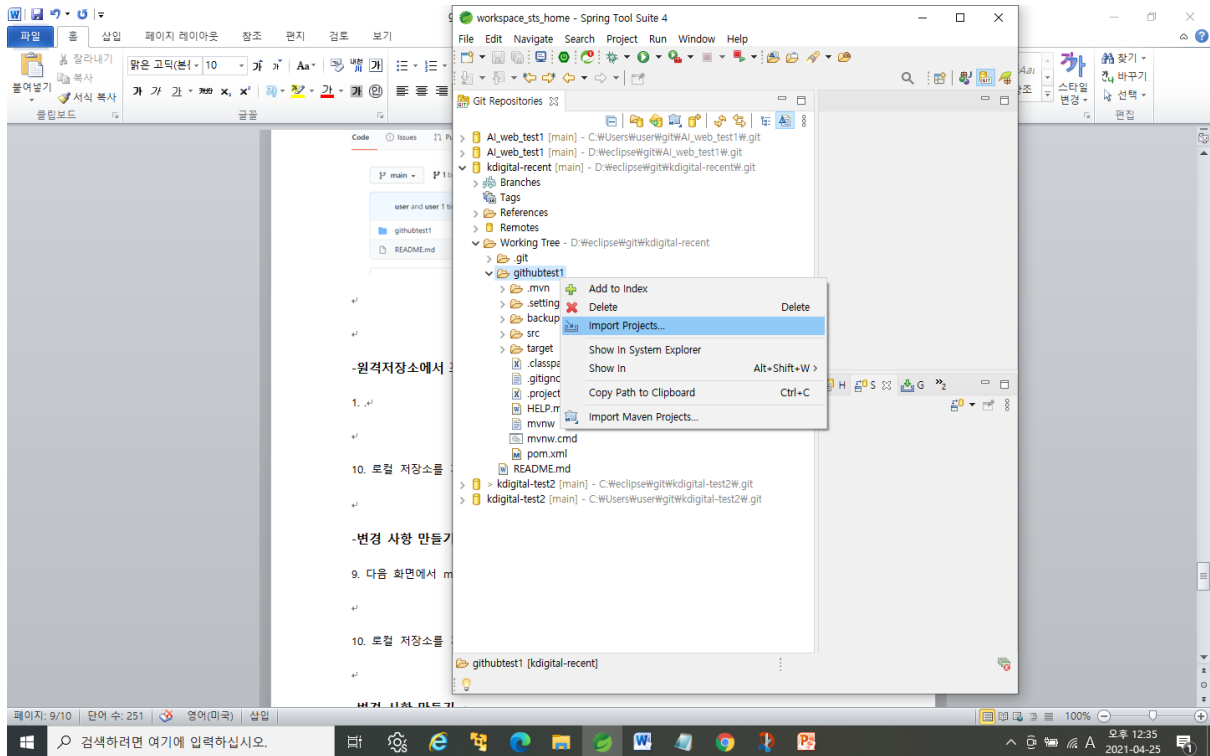 workspace_sts_home - Spring Tool Suite 4
파일 홈 삽입 페이지 레이아웃 참조 편지 검토 보기
File Edit Navigate Search Project Run Window Help
잘라내기
복사
서식 복사
붙여넣기
맑은 고딕(본문 10
클립보드
글꼴
스타일 변경
찾기
바꾸기
선택
편집
Git Repositories
AI_web_test1 [main] - C:₩Users₩user₩git₩AI_web_test1₩.git
AI_web_test1 [main] - D:₩eclipse₩git₩AI_web_test1₩.git
kdigital-recent [main] - D:₩eclipse₩git₩kdigital-recent₩.git
Branches
Tags
References
Remotes
Working Tree - D:₩eclipse₩git₩kdigital-recent
.git
githubtest1
.mvn
.setting
backup
src
target
.classpa
.gitignc
.project
HELP.m
mvnw
mvnw.cmd
pom.xml
README.md
> kdigital-test2 [main] - C:₩eclipse₩git₩kdigital-test2₩.git
kdigital-test2 [main] - C:₩Users₩user₩git₩kdigital-test2₩.git
Add to Index
Delete Delete
Import Projects...
Show In System Explorer
Show In Alt+Shift+W >
Copy Path to Clipboard Ctrl+C
Import Maven Projects...
H S G
githubtest1 [kdigital-recent]
Code Issues
main
user and user
githubtest1
README.md
-원격저장소에서
1. .
10. 로컬 저장소를
-변경 사항 만들기
9. 다음 화면에서 m
10. 로컬 저장소를
-변경 사항 만들기
페이지: 9/10 단어 수: 251 영어(미국) 삽입
100%
검색하려면 여기에 입력하십시오.
A
오후 12:35
2021-04-25